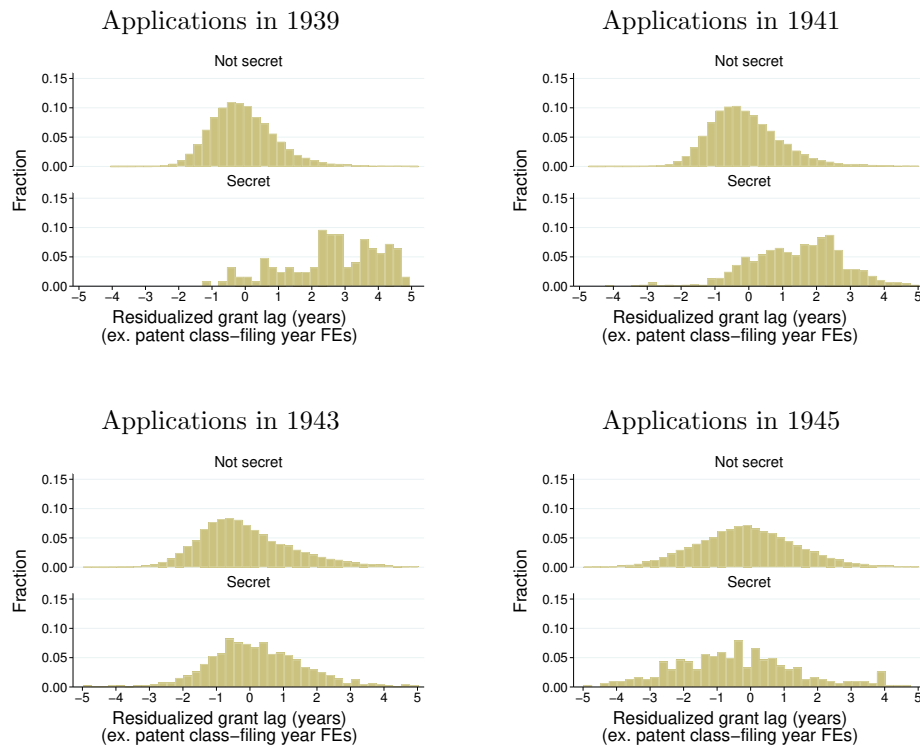 Applications in 1939
Not secret
0.15
0.10
0.05
0.00
Secret
0.15
0.10
0.05
0.00
Fraction
−5 −4 −3 −2 −1 0 1 2 3 4 5
Residualized grant lag (years)
(ex. patent class−filing year FEs)
Applications in 1941
Not secret
0.15
0.10
0.05
0.00
Secret
0.15
0.10
0.05
0.00
Fraction
−5 −4 −3 −2 −1 0 1 2 3 4 5
Residualized grant lag (years)
(ex. patent class−filing year FEs)
Applications in 1943
Not secret
0.15
0.10
0.05
0.00
Secret
0.15
0.10
0.05
0.00
Fraction
−5 −4 −3 −2 −1 0 1 2 3 4 5
Residualized grant lag (years)
(ex. patent class−filing year FEs)
Applications in 1945
Not secret
0.15
0.10
0.05
0.00
Secret
0.15
0.10
0.05
0.00
Fraction
−5 −4 −3 −2 −1 0 1 2 3 4 5
Residualized grant lag (years)
(ex. patent class−filing year FEs)